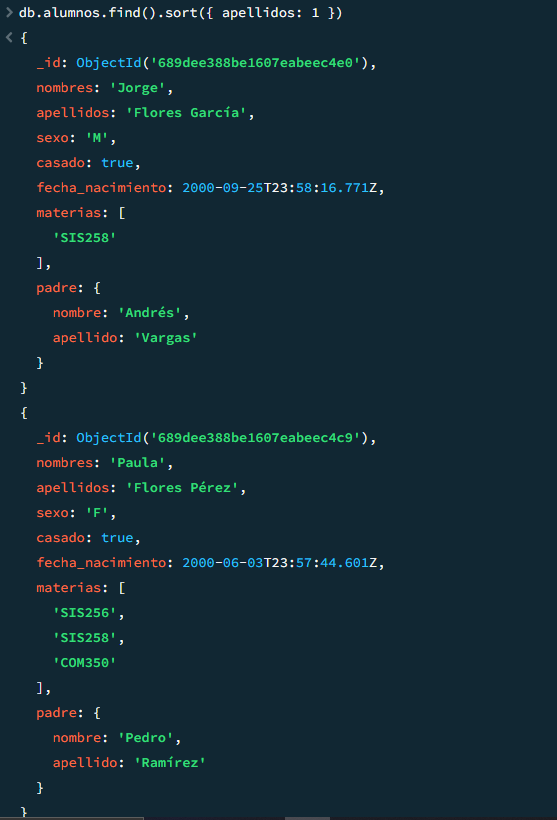 > db.alumnos.find().sort({ apellidos: 1 })
< {
_id: ObjectId('689dee388be1607eabeec4e0'),
nombres: 'Jorge',
apellidos: 'Flores García',
sexo: 'M',
casado: true,
fecha_nacimiento: 2000-09-25T23:58:16.771Z,
materias: [
'SIS258'
],
padre: {
nombre: 'Andrés',
apellido: 'Vargas'
}
}
{
_id: ObjectId('689dee388be1607eabeec4c9'),
nombres: 'Paula',
apellidos: 'Flores Pérez',
sexo: 'F',
casado: true,
fecha_nacimiento: 2000-06-03T23:57:44.601Z,
materias: [
'SIS256',
'SIS258',
'COM350'
],
padre: {
nombre: 'Pedro',
apellido: 'Ramírez'
}
}